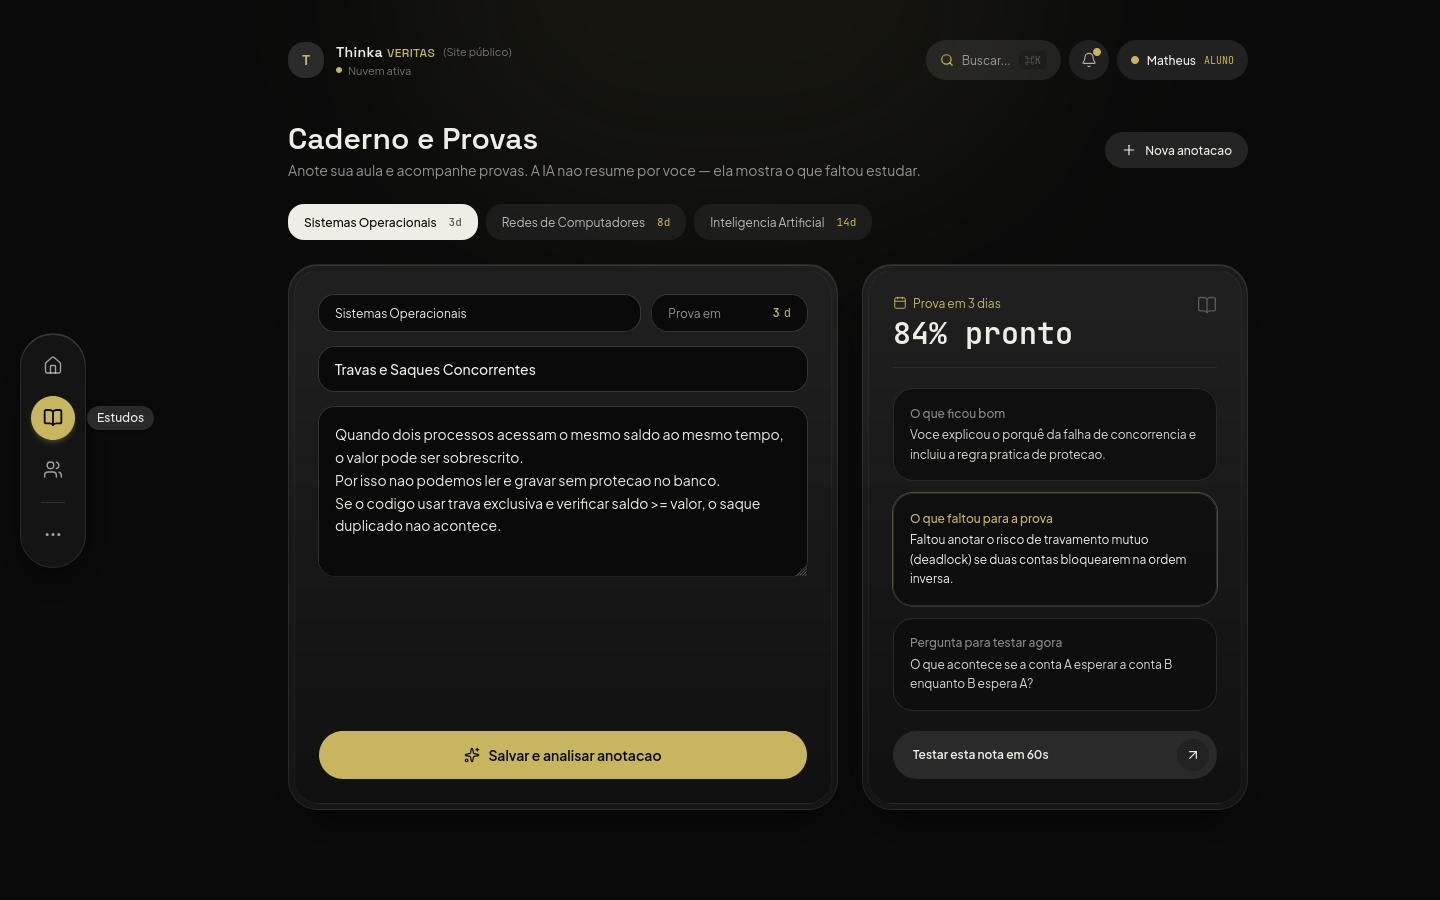 T
Thinka VERITAS (Site público)
Nuvem ativa
Buscar... ⌘K
Matheus ALUNO
Caderno e Provas
Anote sua aula e acompanhe provas. A IA nao resume por voce — ela mostra o que faltou estudar.
Nova anotacao
Sistemas Operacionais 3d
Redes de Computadores 8d
Inteligencia Artificial 14d
Estudos
Sistemas Operacionais
Prova em 3 d
Travas e Saques Concorrentes
Quando dois processos acessam o mesmo saldo ao mesmo tempo,
o valor pode ser sobrescrito.
Por isso nao podemos ler e gravar sem protecao no banco.
Se o codigo usar trava exclusiva e verificar saldo >= valor, o saque
duplicado nao acontece.
Salvar e analisar anotacao
Prova em 3 dias
84% pronto
O que ficou bom
Voce explicou o porquê da falha de concorrencia e
incluiu a regra pratica de protecao.
O que faltou para a prova
Faltou anotar o risco de travamento mutuo
(deadlock) se duas contas bloquearem na ordem
inversa.
Pergunta para testar agora
O que acontece se a conta A esperar a conta B
enquanto B espera A?
Testar esta nota em 60s